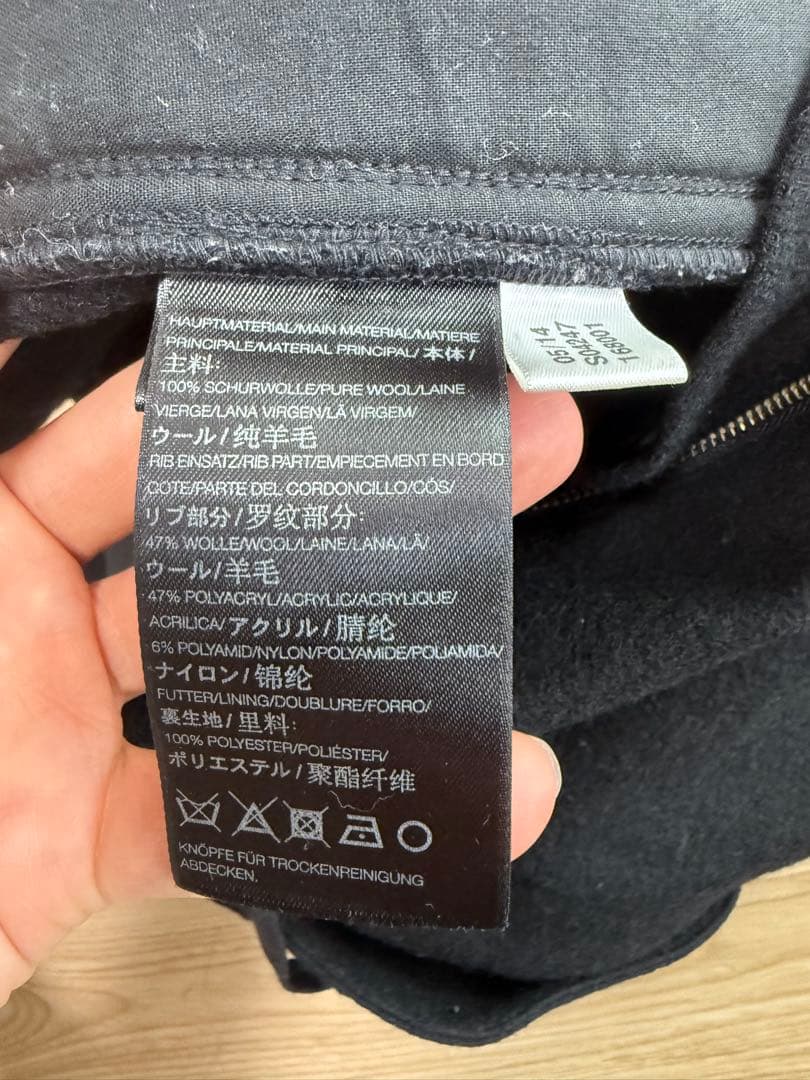 HAUPTMATERIAL/MAIN MATERIAL/MATIERE
PRINCIPALE/MATERIAL PRINCIPAL/本体/
主料:
100% SCHURWOLLE/PURE WOOL/LAINE
VIERGE/LANA VIRGEN/LÃ VIRGEM/
ウール/纯羊毛
RIB-EINSATZ/RIB PART/EMPIECEMENT EN BORD
CÔTE/PARTE DEL CORDONCILLO/CÓS/
リブ部分/罗纹部分:
47% WOLLE/WOOL/LAINE/LANA/LÃ/
ウール/羊毛
47% POLYACRYL/ACRYLIC/ACRYLIQUE/
ACRILICA/アクリル/腈纶
6% POLYAMID/NYLON/POLYAMIDE/POLIAMIDA/
ナイロン/锦纶
FUTTER/LINING/DOUBLURE/FORRO/
裏生地/里料:
100% POLYESTER/POLIÉSTER/
ポリエステル/聚酯纤维
KNÖPFE FÜR TROCKENREINIGUNG
ABDECKEN.
05/14
S04247
168001